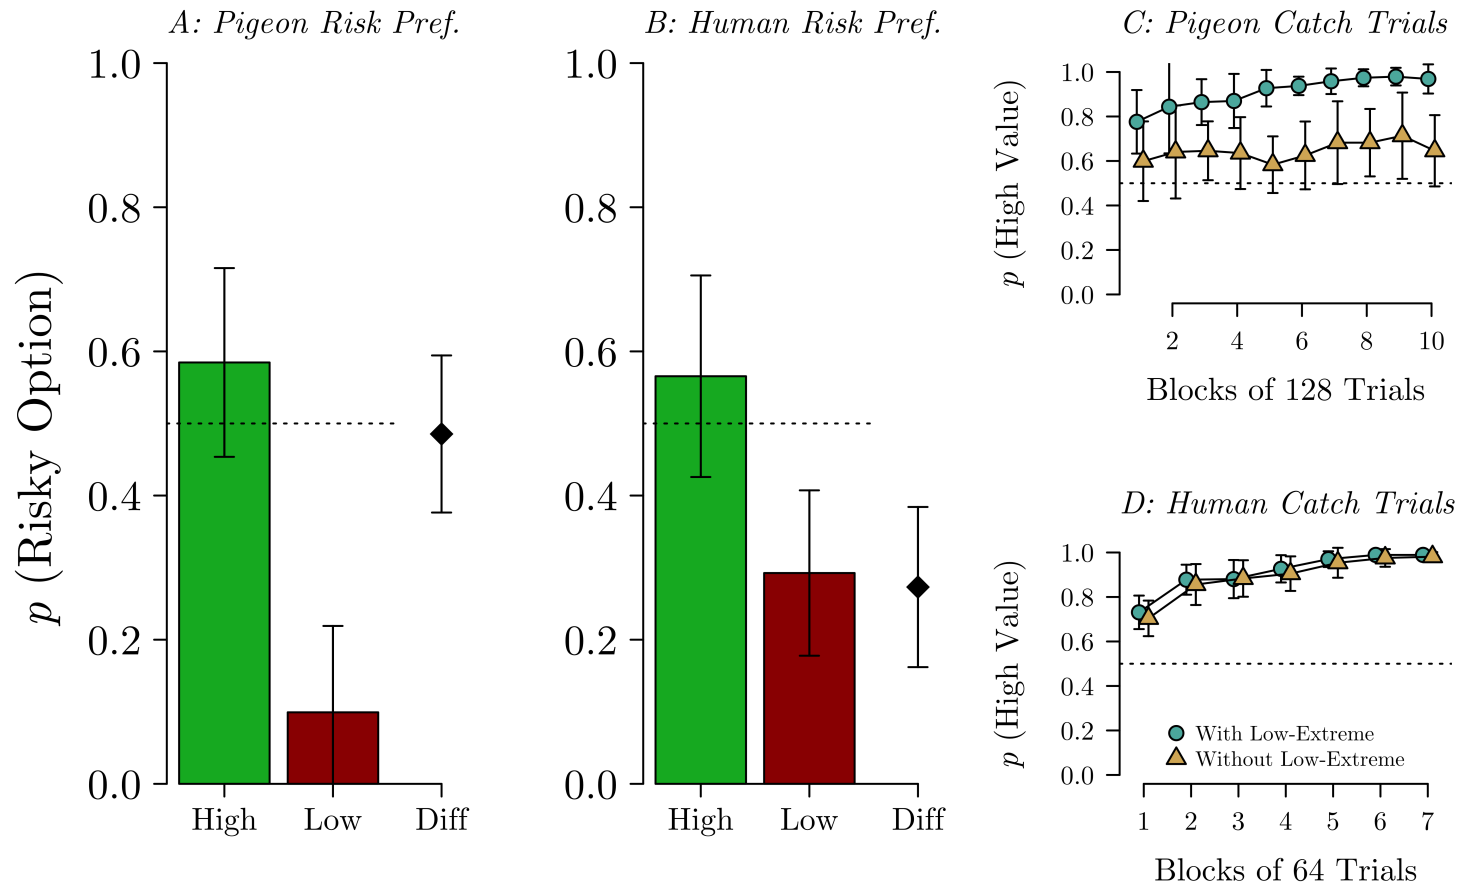 A: Pigeon Risk Pref.
p (Risky Option)
1.0
0.8
0.6
0.4
0.2
0.0
High Low Diff
B: Human Risk Pref.
1.0
0.8
0.6
0.4
0.2
0.0
High Low Diff
C: Pigeon Catch Trials
p (High Value)
1.0
0.8
0.6
0.4
0.2
0.0
2 4 6 8 10
Blocks of 128 Trials
D: Human Catch Trials
p (High Value)
1.0
0.8
0.6
0.4
0.2
0.0
With Low-Extreme
Without Low-Extreme
1 2 3 4 5 6 7
Blocks of 64 Trials